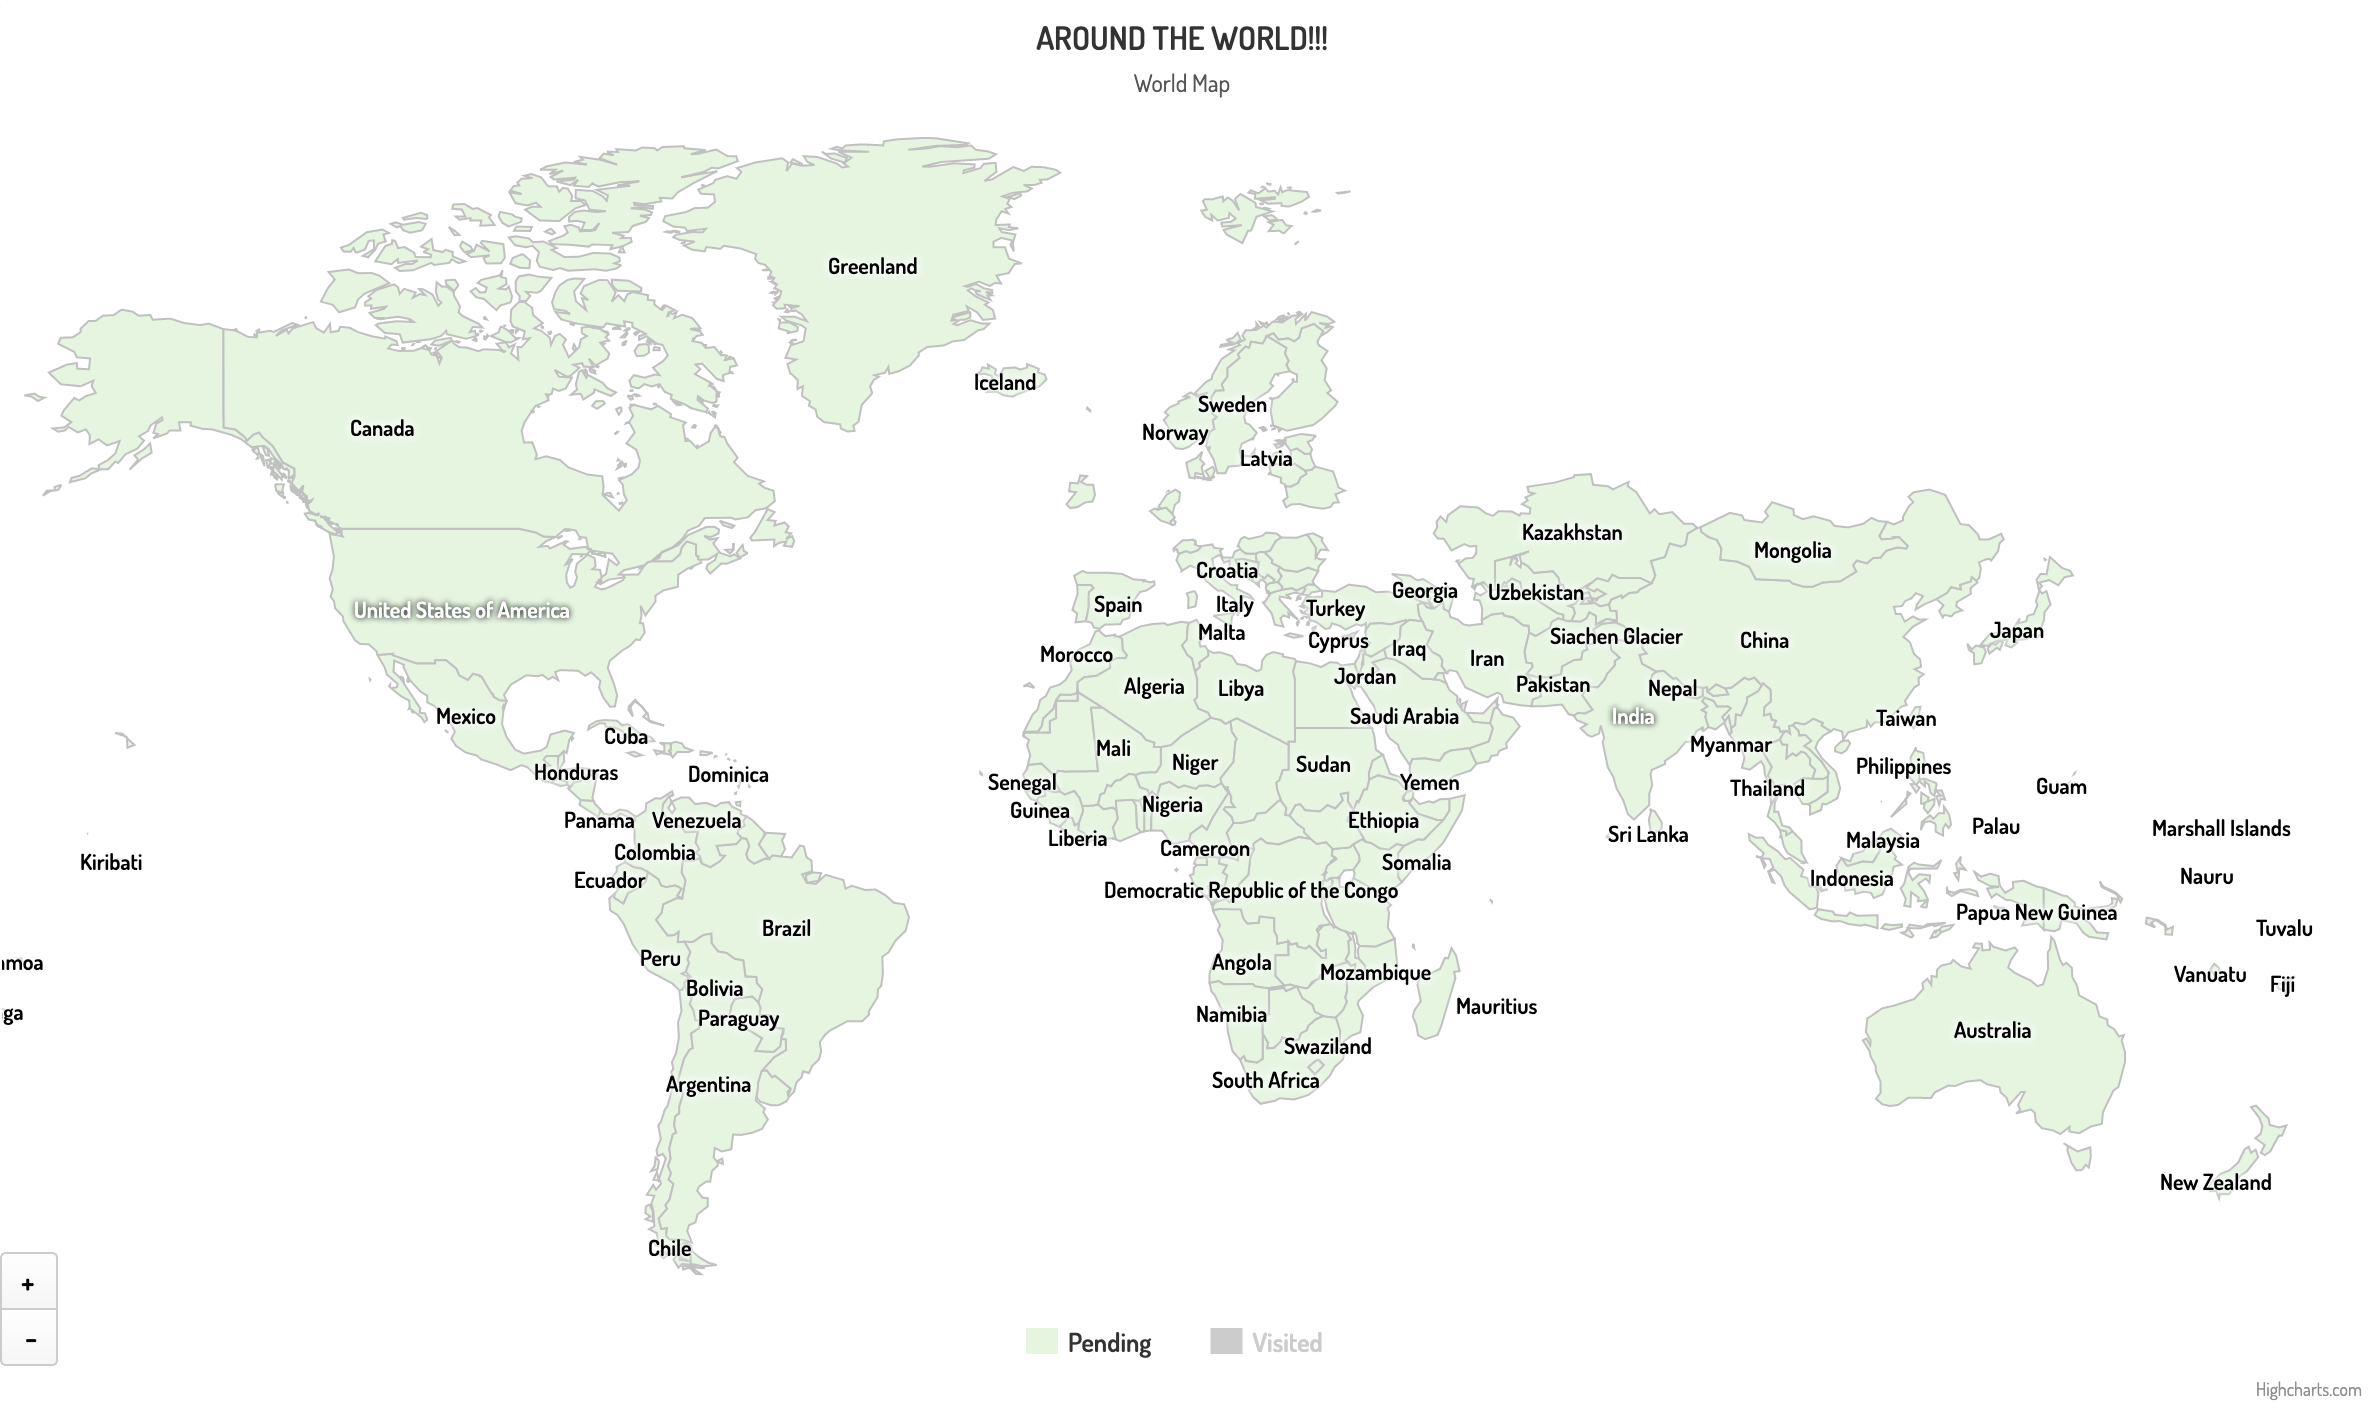 AROUND THE WORLD!!!
World Map
Greenland
Iceland
Sweden
Canada
Norway
Latvia
Kazakhstan
Mongolia
Croatia
Georgia
Uzbekistan
United States of America
Spain
Italy
Turkey
Malta
Japan
Cyprus
Siachen Glacier
China
Morocco
Iraq
Iran
Jordan
Algeria
Libya
Pakistan
Nepal
Mexico
Saudi Arabia
India
Taiwan
Cuba
Mali
Myanmar
Niger
Sudan
Philippines
Honduras
Dominica
Senegal
Yemen
Thailand
Guam
Guinea
Nigeria
Panama
Venezuela
Ethiopia
Palau
Marshall Islands
Liberia
Sri Lanka
Malaysia
Colombia
Cameroon
Kiribati
Somalia
Ecuador
Democratic Republic of the Congo
Indonesia
Nauru
Papua New Guinea
Brazil
Tuvalu
Peru
moa
Angola
Mozambique
Vanuatu
Fiji
Bolivia
Mauritius
ga
Paraguay
Namibia
Australia
Swaziland
Argentina
South Africa
New Zealand
Chile
+
-
Pending
Visited
Highcharts.com